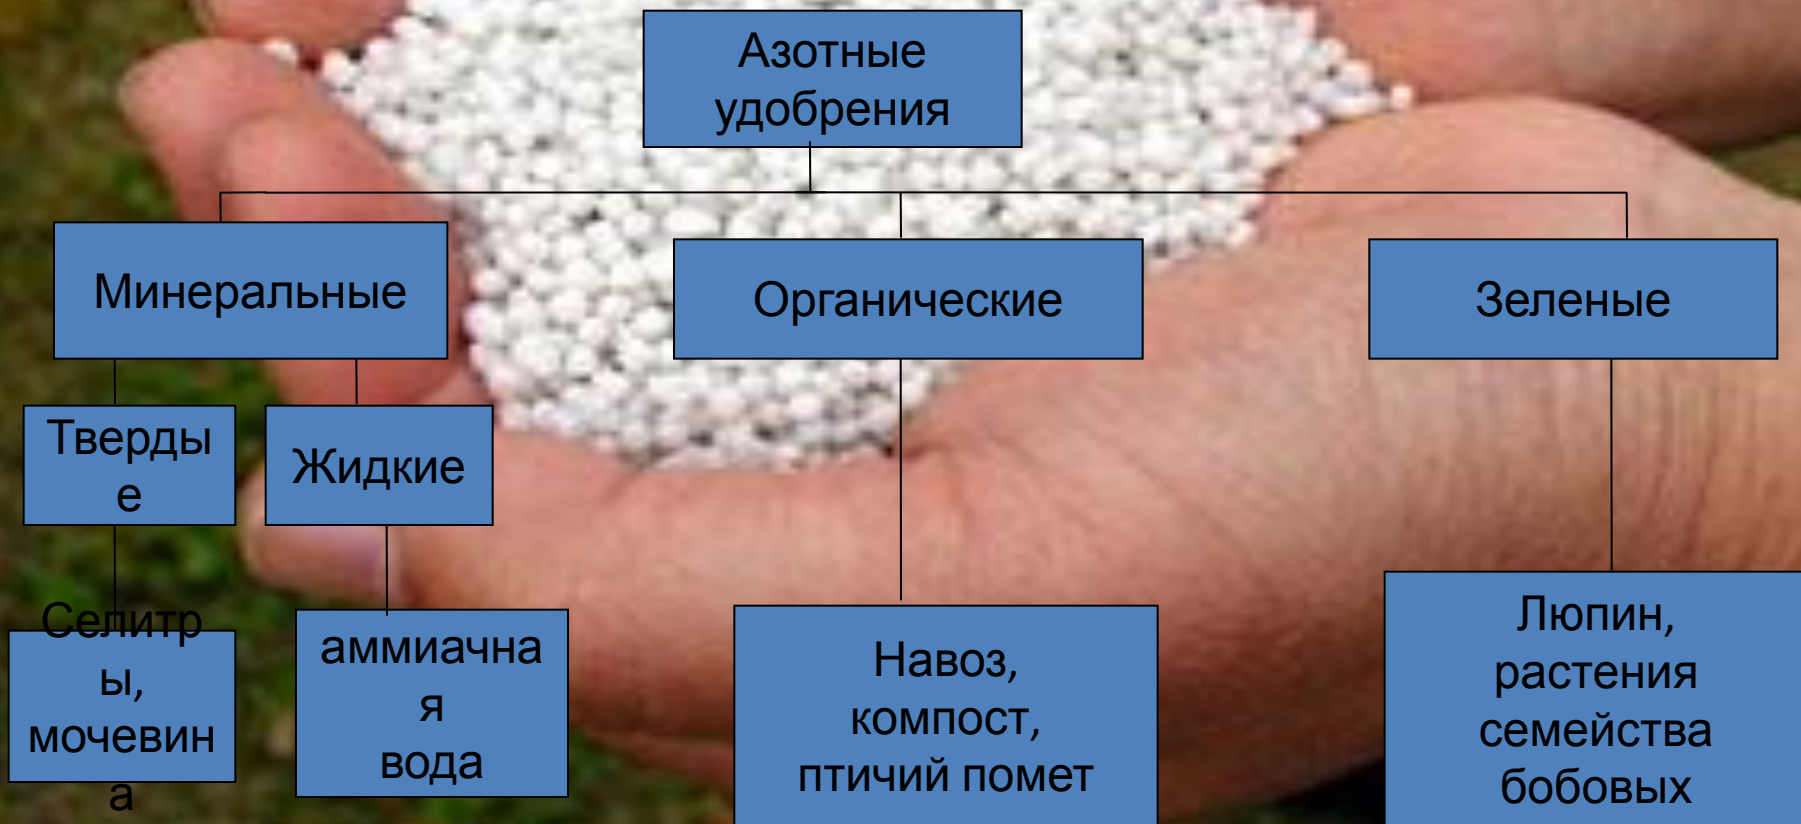 Азотные
удобрения
Минеральные
Органические
Зеленые
Тверды
е
Жидкие
Селитр
ы,
мочевин
а
аммиачна
я
вода
Навоз,
компост,
птичий помет
Люпин,
растения
семейства
бобовых